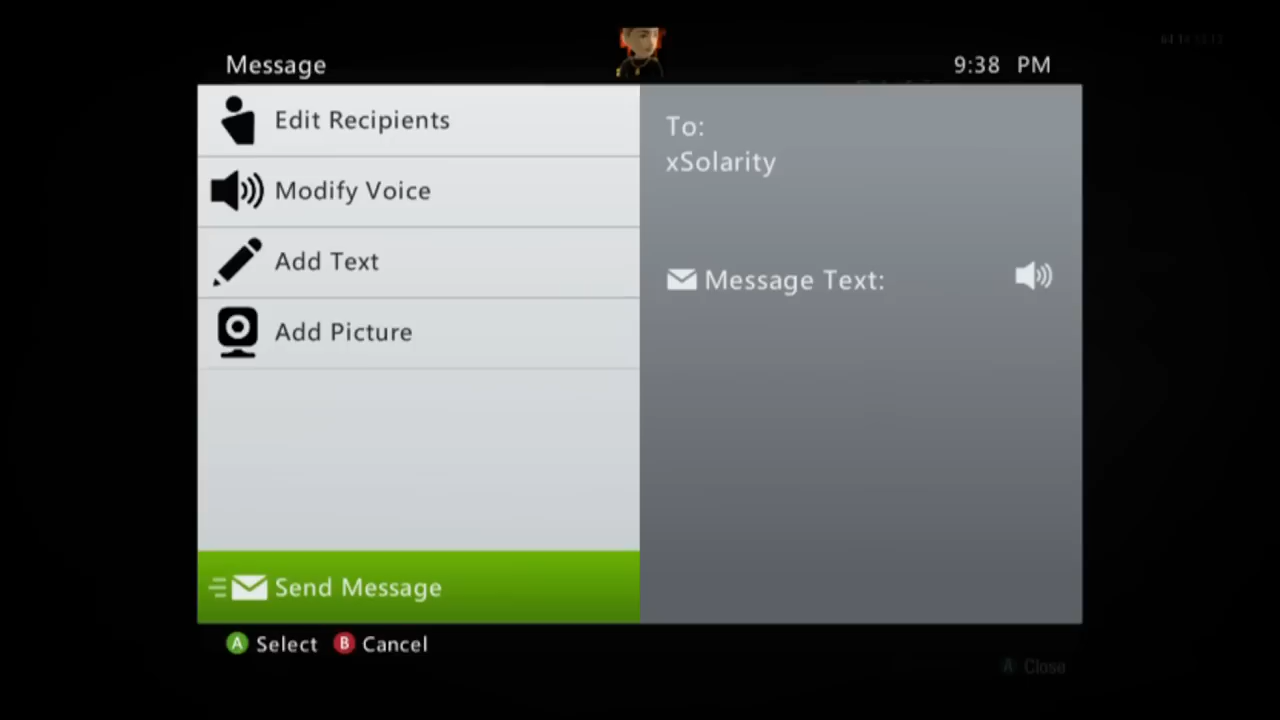 Message
9:38 PM
Edit Recipients
Modify Voice
Add Text
Add Picture
Send Message
To:
xSolarity
Message Text:
A Select B Cancel
A Close